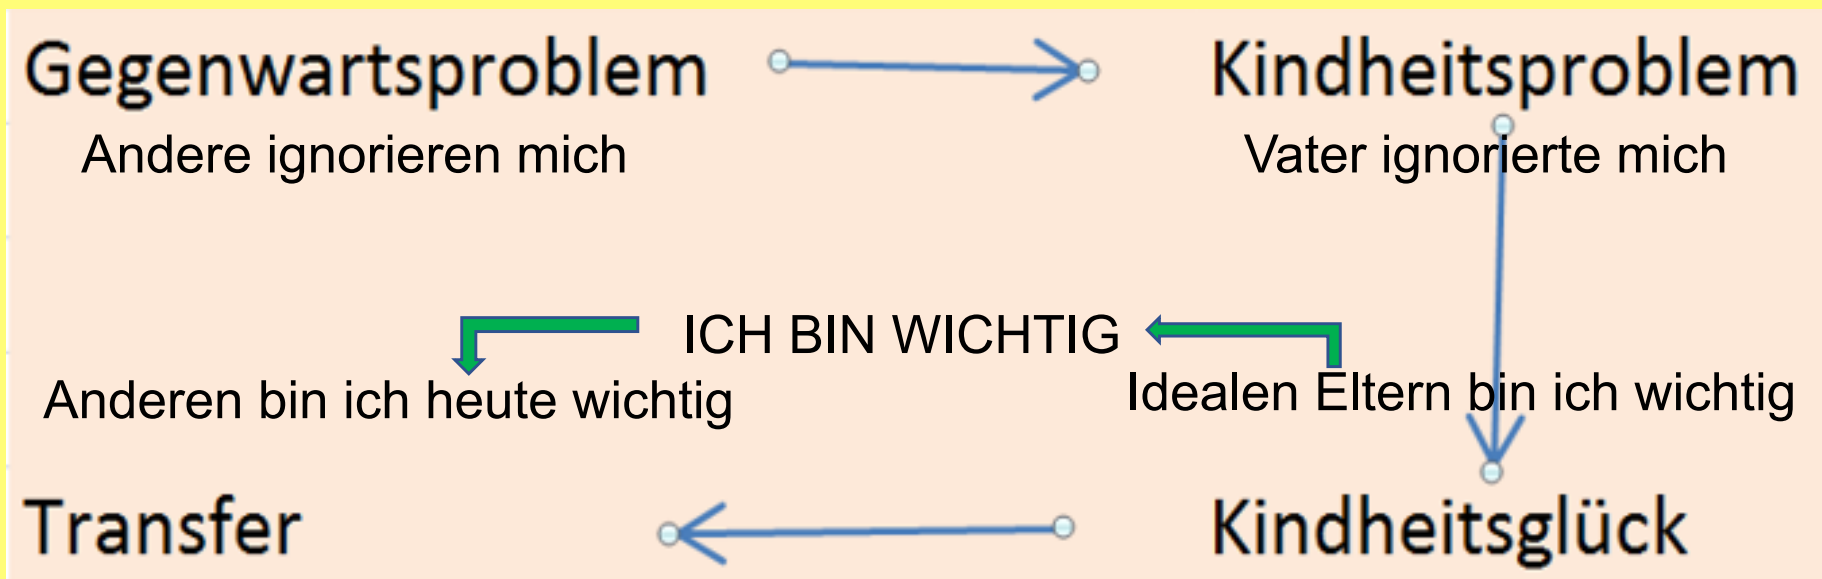 Gegenwartsproblem
Kindheitsproblem
Andere ignorieren mich
Vater ignorierte mich
ICH BIN WICHTIG
Anderen bin ich heute wichtig
Idealen Eltern bin ich wichtig
Transfer
Kindheitsglück